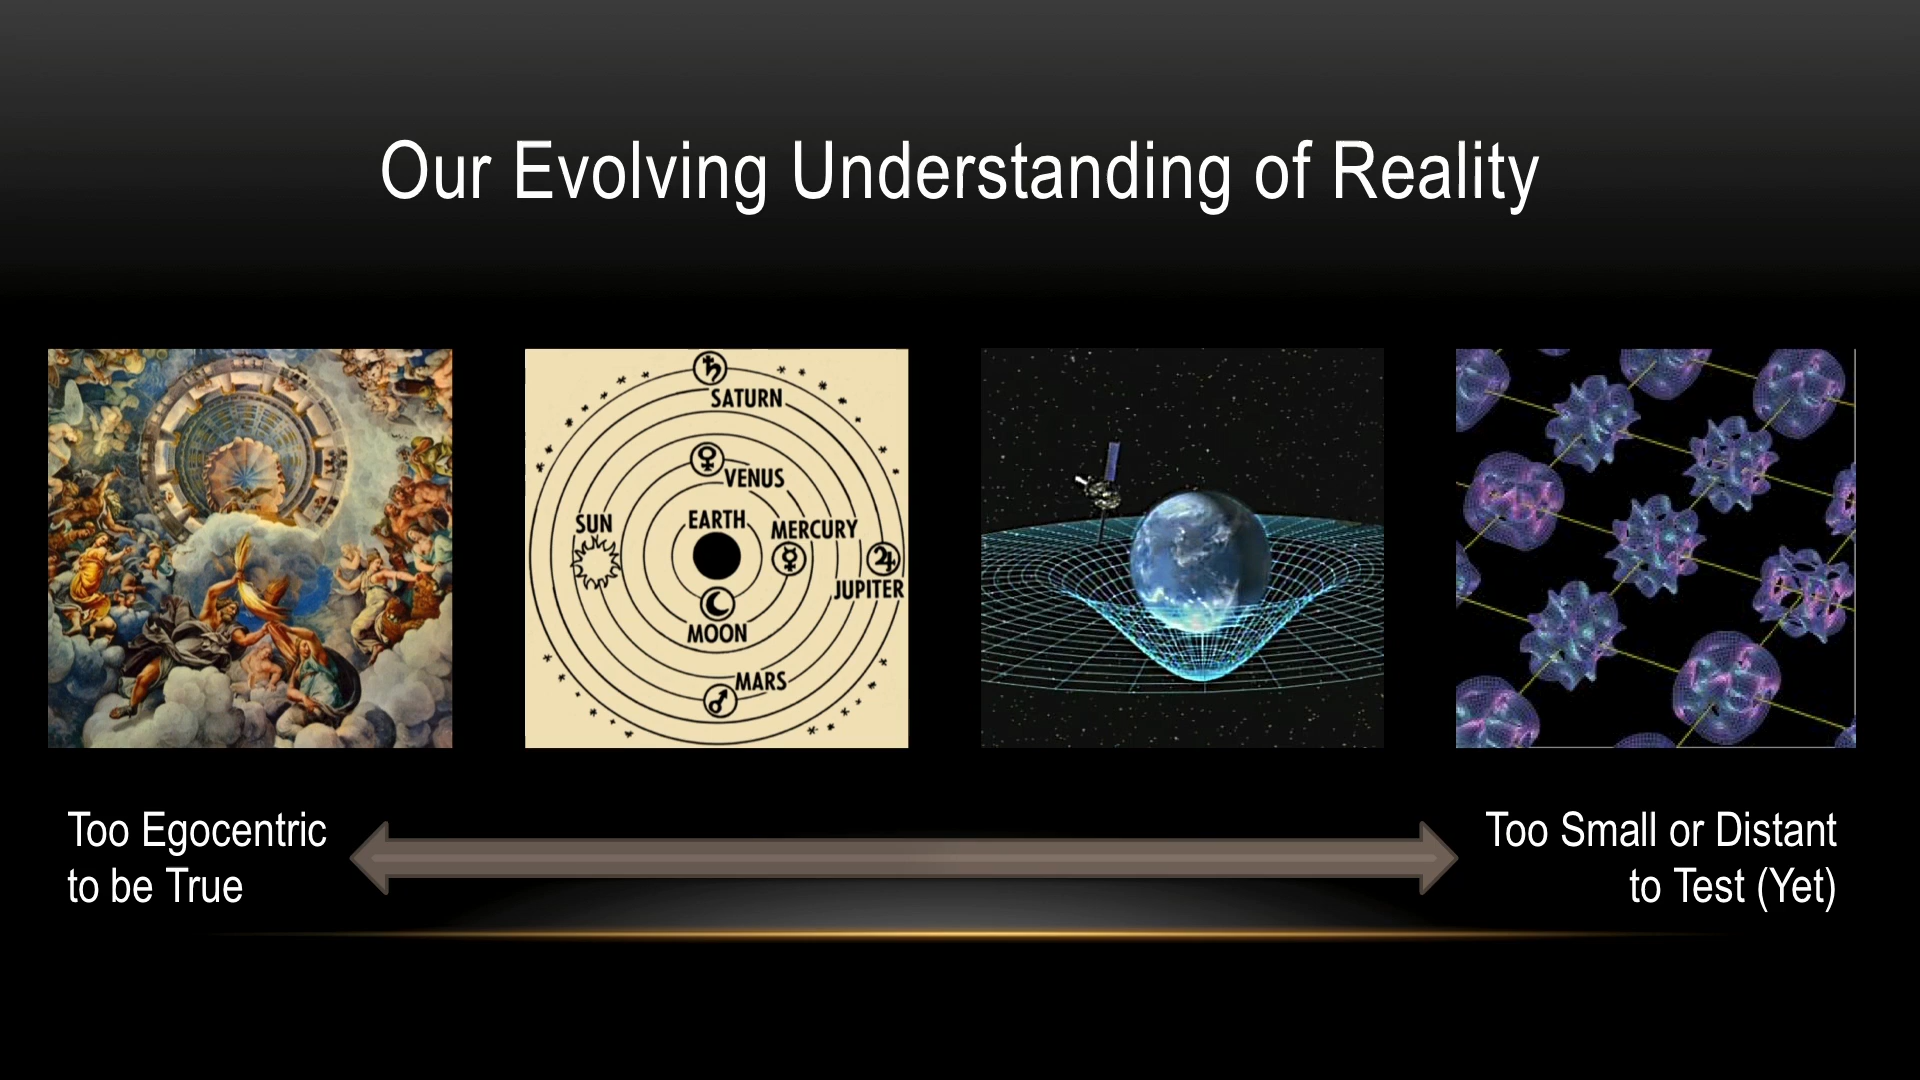 Our Evolving Understanding of Reality
SATURN
VENUS
SUN
EARTH
MERCURY
JUPITER
MOON
MARS
Too Egocentric
to be True
Too Small or Distant
to Test (Yet)